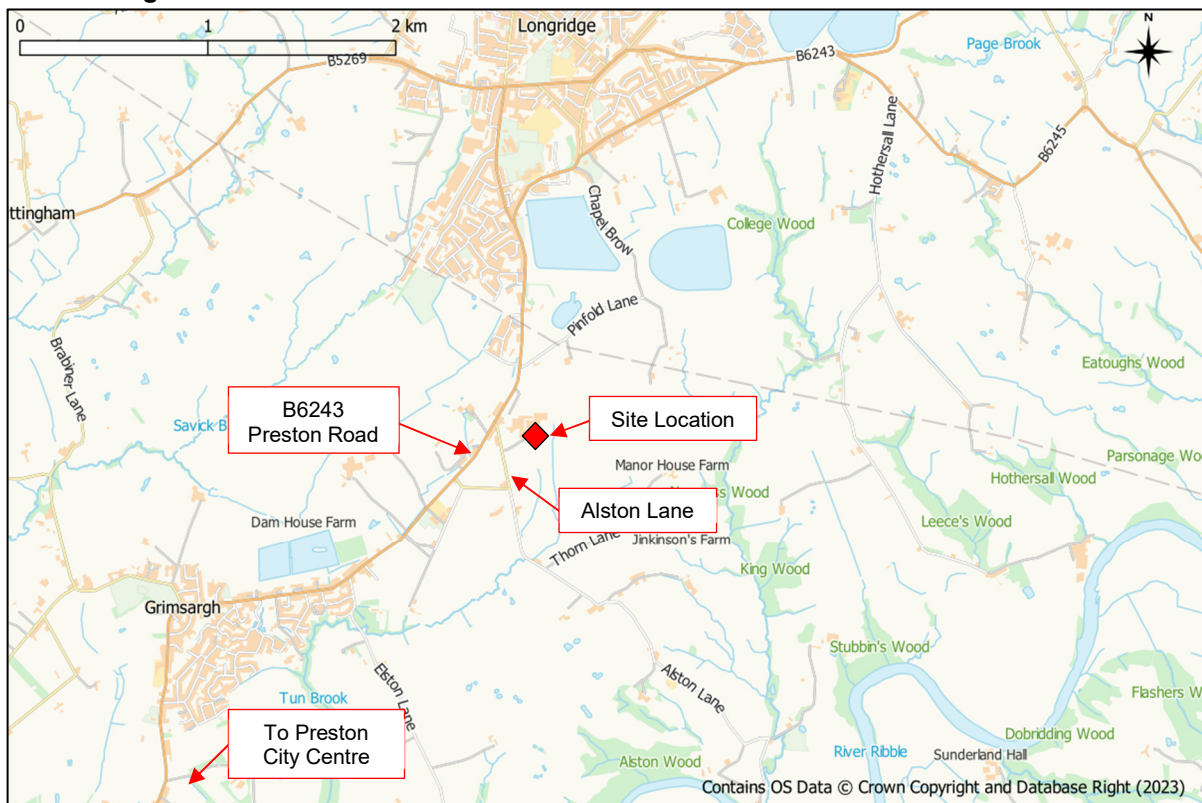 0
1
2 km
Longridge
N
Page Brook
B6243
B5269
Hothersall Lane
B6245
ttingham
Chapel Brow
College Wood
Pinfold Lane
Brabiner Lane
Eatoughs Wood
B6243
Preston Road
Site Location
Savick B
Manor House Farm
Parsonage Wo
Hothersall Wood
Wood
Alston Lane
Leece's Wood
Dam House Farm
Thorn Lane
Jinkinson's Farm
King Wood
Grimsargh
Stubbin's Wood
Elston Lane
Alston Lane
Tun Brook
Flashers W
To Preston
City Centre
Dobridding Wood
River Ribble
Sunderland Hall
Alston Wood
Contains OS Data © Crown Copyright and Database Right (2023)